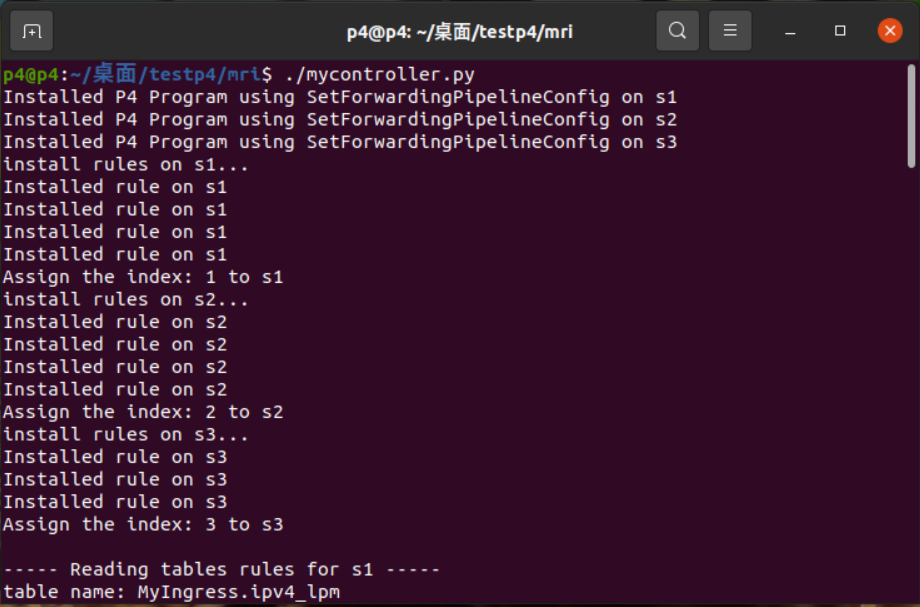 p4@p4: ~/桌面/testp4/mri
p4@p4:~/桌面/testp4/mri$ ./mycontroller.py
Installed P4 Program using SetForwardingPipelineConfig on s1
Installed P4 Program using SetForwardingPipelineConfig on s2
Installed P4 Program using SetForwardingPipelineConfig on s3
install rules on s1...
Installed rule on s1
Installed rule on s1
Installed rule on s1
Installed rule on s1
Assign the index: 1 to s1
install rules on s2...
Installed rule on s2
Installed rule on s2
Installed rule on s2
Installed rule on s2
Assign the index: 2 to s2
install rules on s3...
Installed rule on s3
Installed rule on s3
Installed rule on s3
Assign the index: 3 to s3
----- Reading tables rules for s1 -----
table name: MyIngress.ipv4_lpm